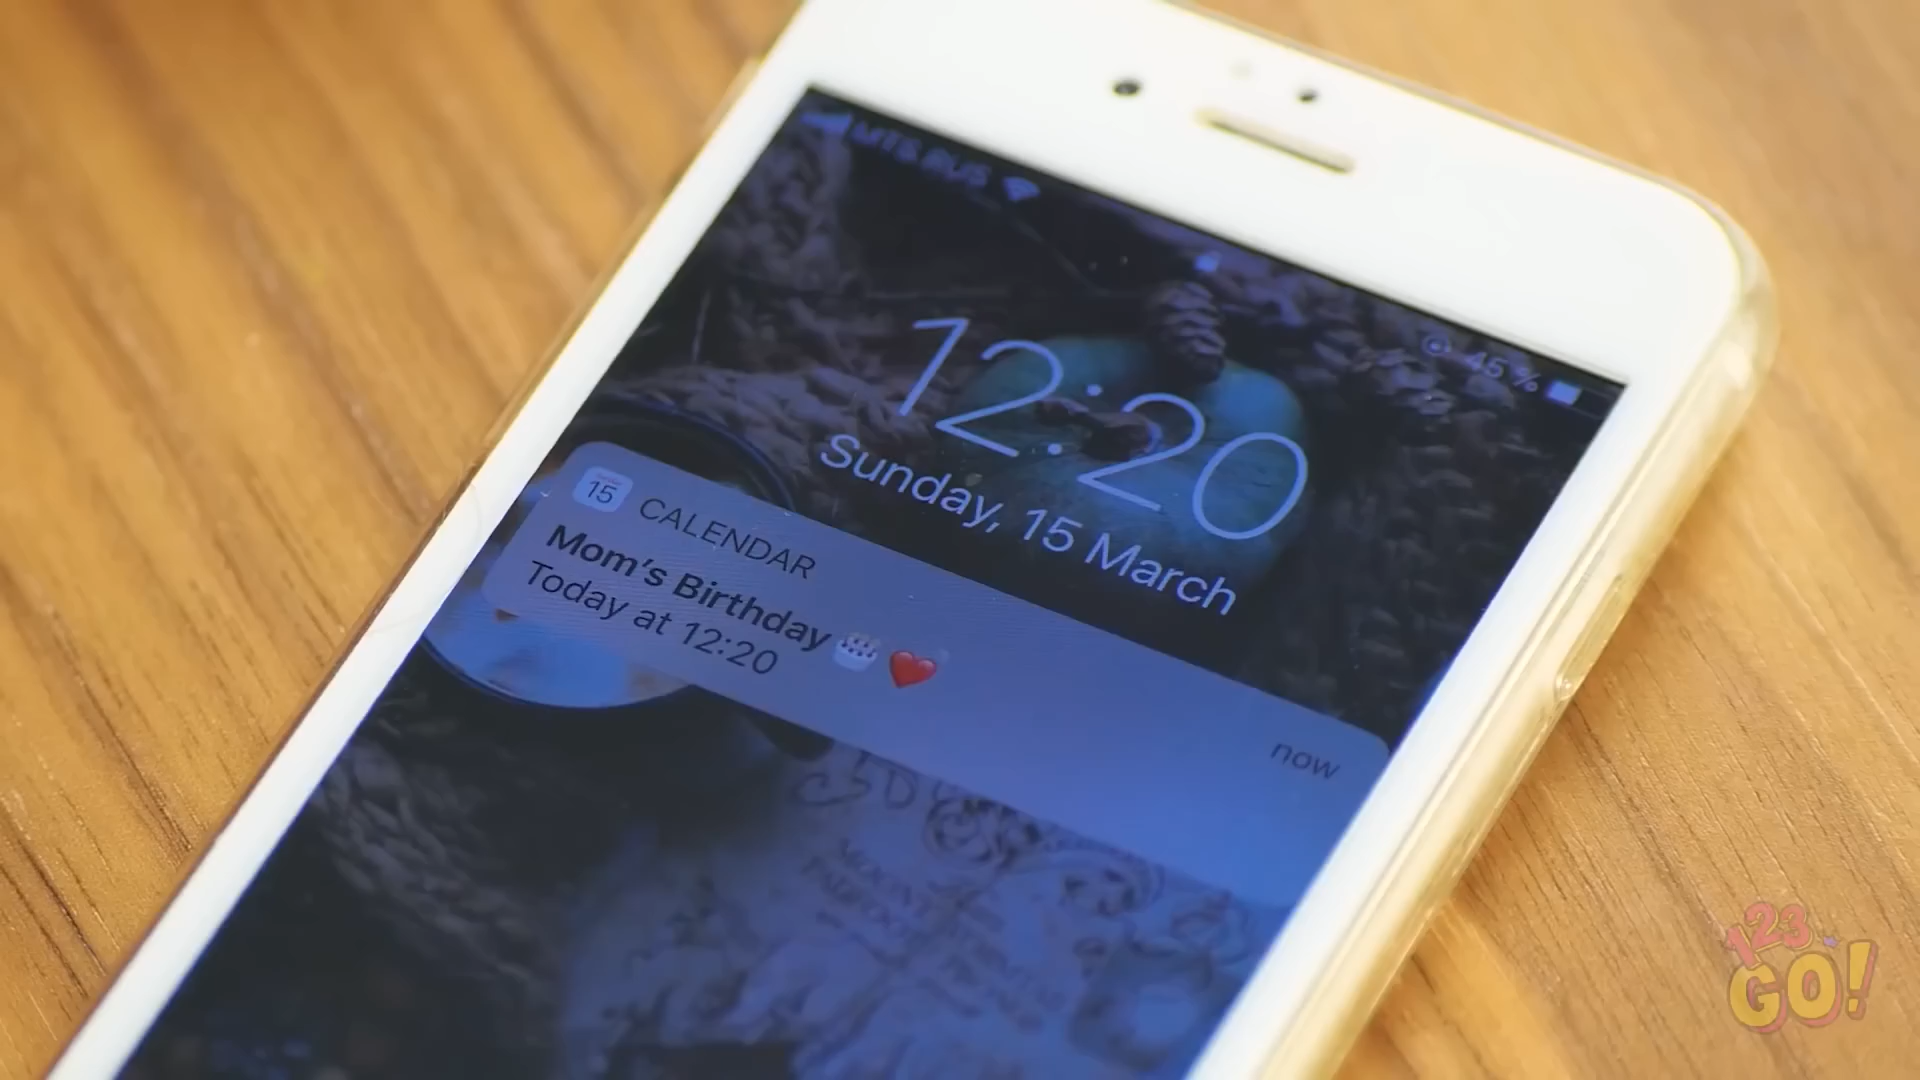 MTS RUS
45 %
12:20
Sunday, 15 March
15
CALENDAR
Mom's Birthday 🎂 ❤️
Today at 12:20
now
123
GO!